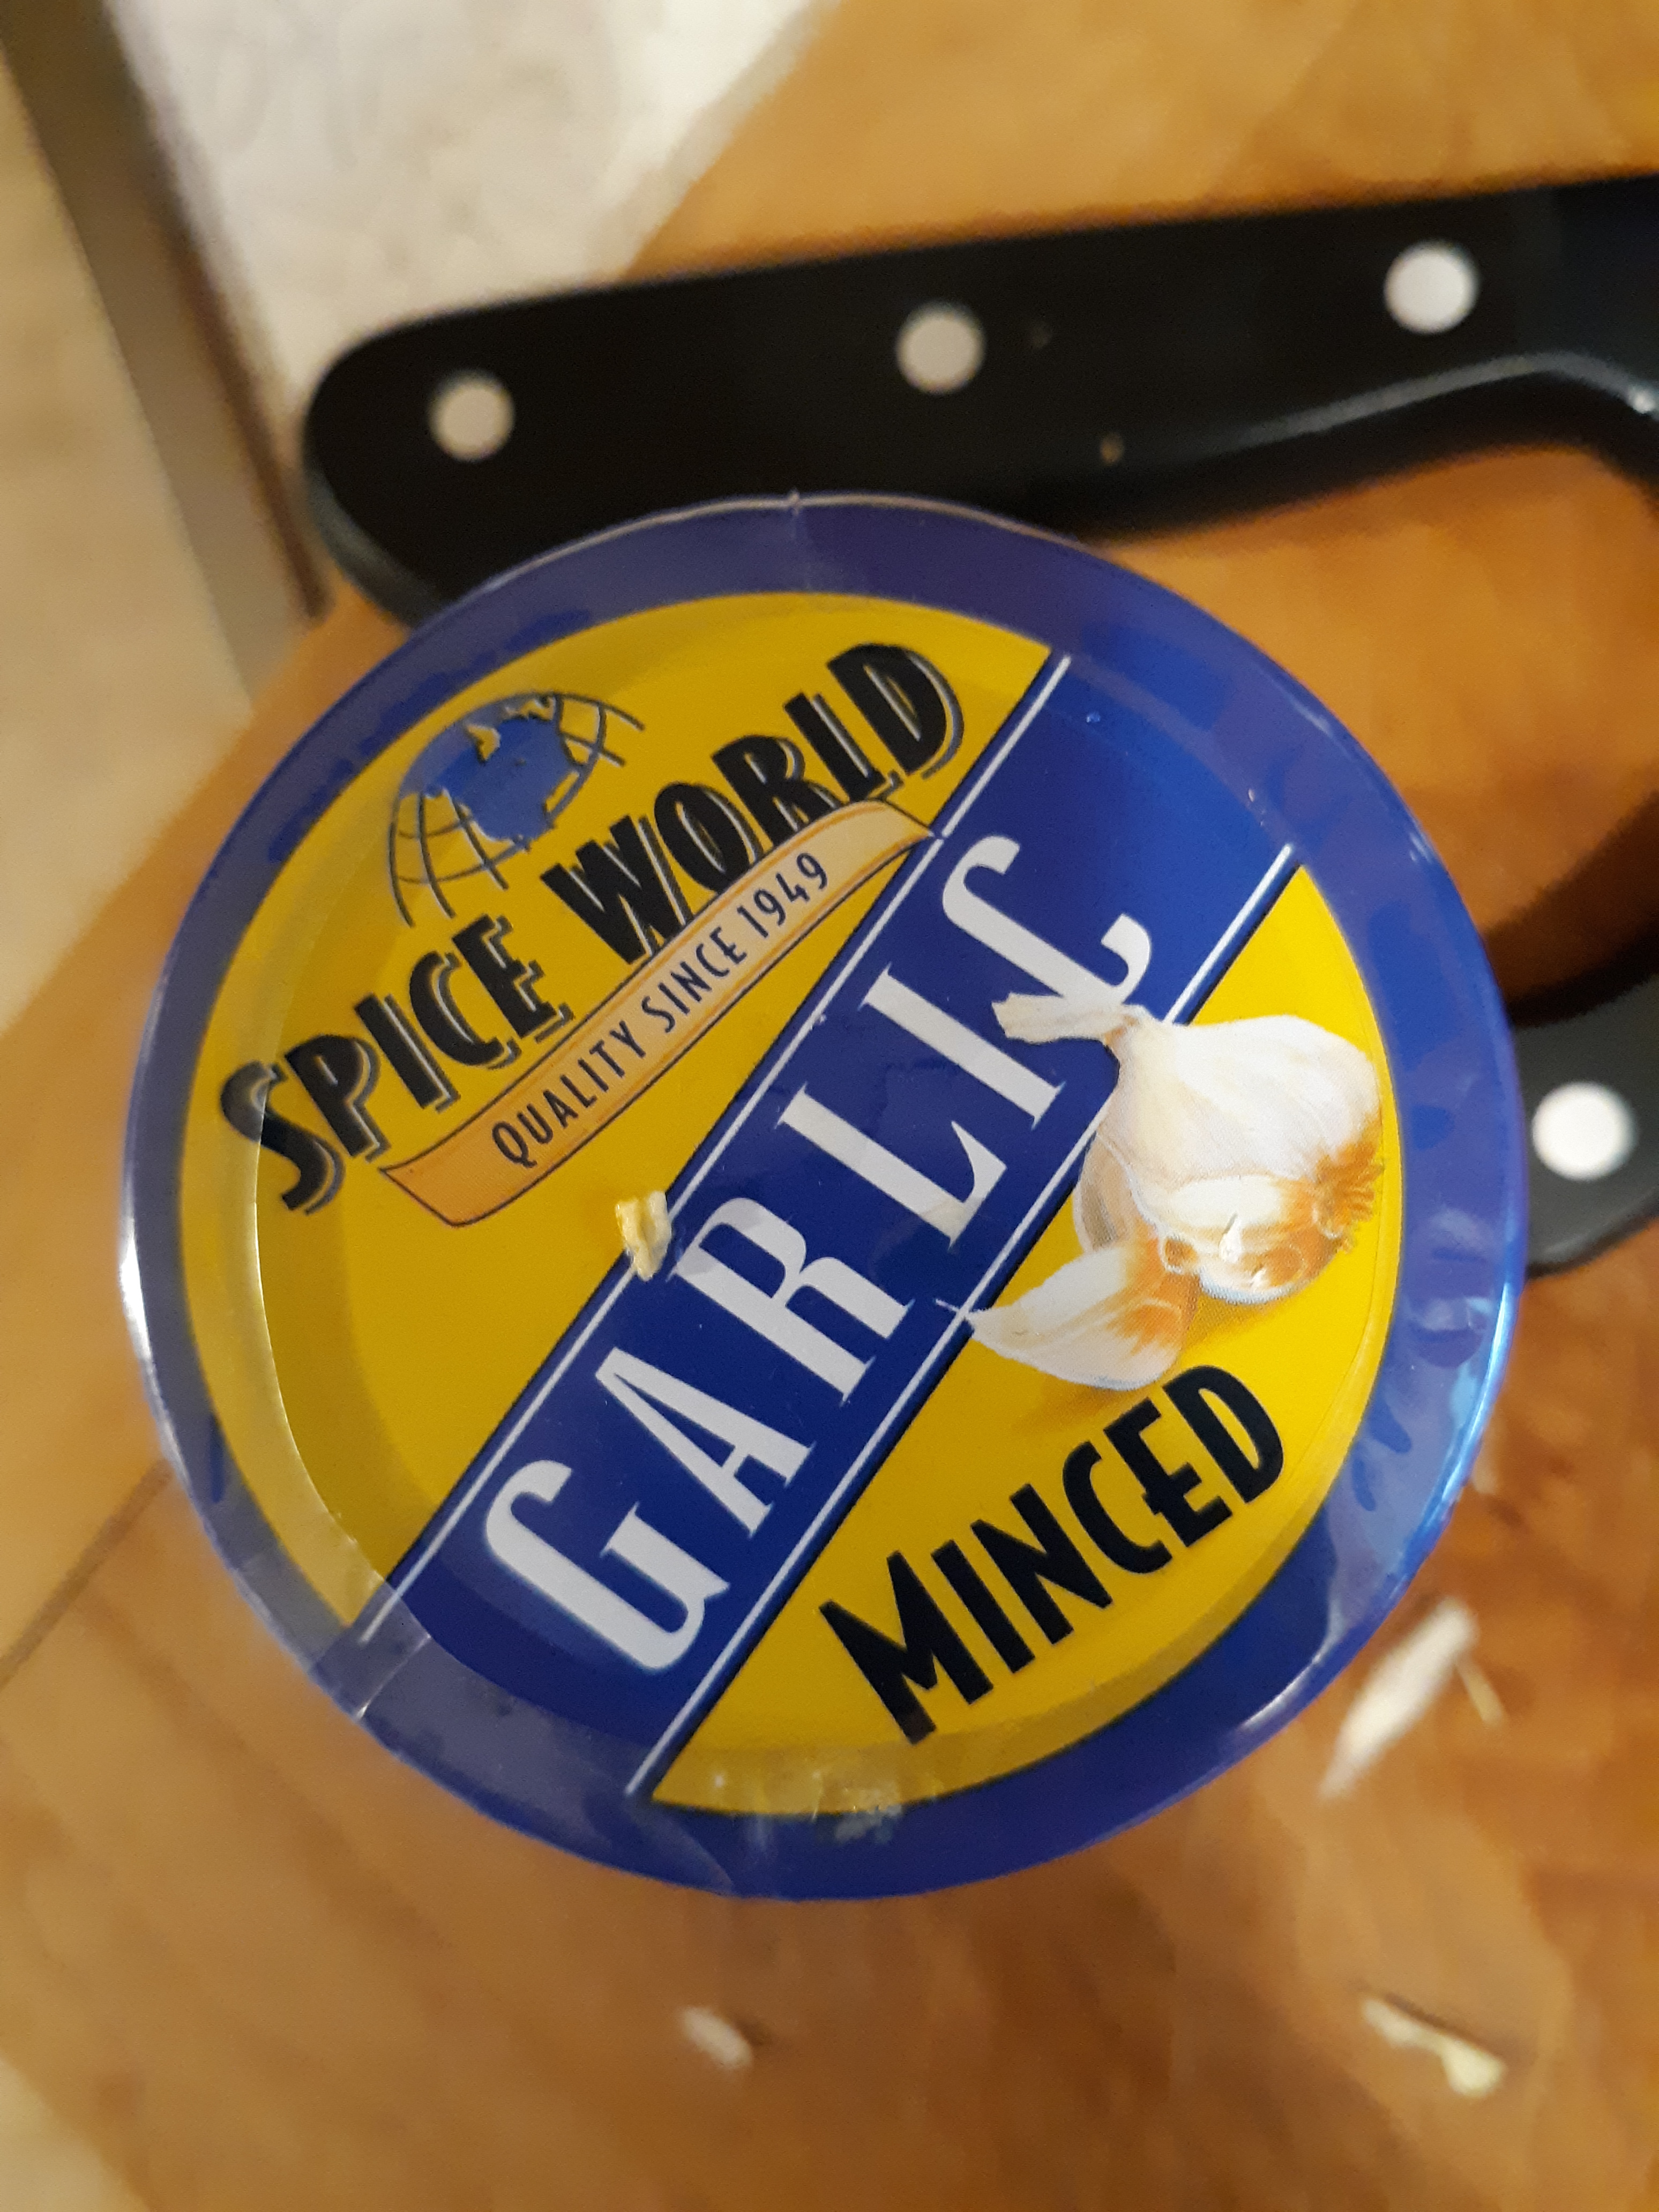 SPICE WORLD
QUALITY SINCE 1949
GARLIC
MINCED